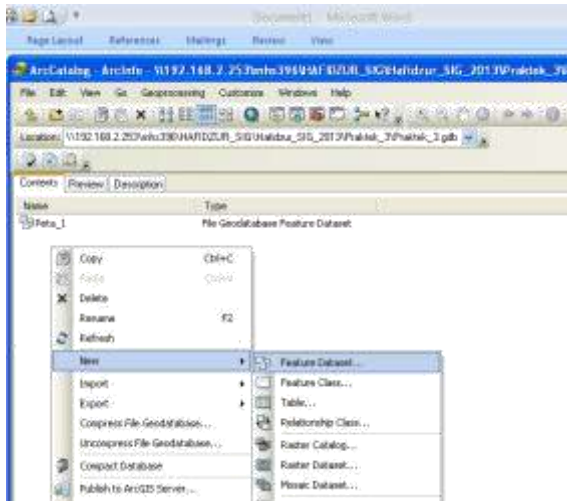 Document1 - Microsoft Word
Page Layout References Mailings Review View
ArcCatalog - ArcInfo -
File Edit View Go Geoprocessing Customize Windows Help
Location:
Contents Preview Description
Name Type
Peta_1 File Geodatabase Feature Dataset
Copy Ctrl+C
Paste
Delete
Rename F2
Refresh
New Feature Dataset...
Import Feature Class...
Export Table...
Compress File Geodatabase... Relationship Class...
Uncompress File Geodatabase... Raster Catalog...
Compact Database Raster Dataset...
Publish to ArcGIS Server... Mosaic Dataset...